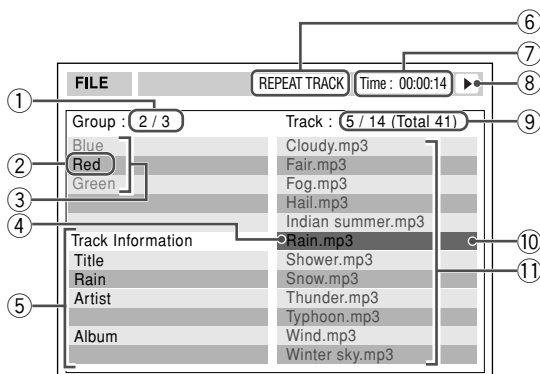 ⑥
⑦
FILE REPEAT TRACK Time : 00:00:14 ⑧
①
Group : 2 / 3 Track : 5 / 14 (Total 41) ⑨
Blue Cloudy.mp3
② Red Fair.mp3
Green Fog.mp3
③ Hail.mp3
④ Indian summer.mp3
Track Information Rain.mp3 ⑩
Title Shower.mp3 ⑪
Rain Snow.mp3
⑤ Artist Thunder.mp3
Typhoon.mp3
Album Wind.mp3
Winter sky.mp3